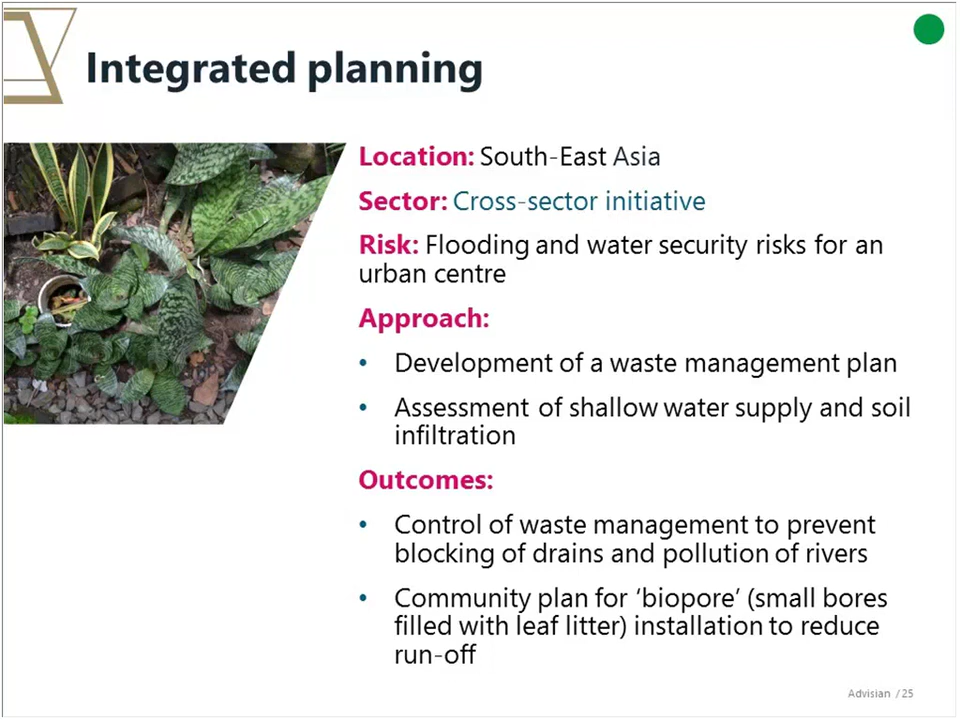 Integrated planning
Location: South-East Asia
Sector: Cross-sector initiative
Risk: Flooding and water security risks for an
urban centre
Approach:
• Development of a waste management plan
• Assessment of shallow water supply and soil
infiltration
Outcomes:
• Control of waste management to prevent
blocking of drains and pollution of rivers
• Community plan for ‘biopore’ (small bores
filled with leaf litter) installation to reduce
run-off
Advisian / 25